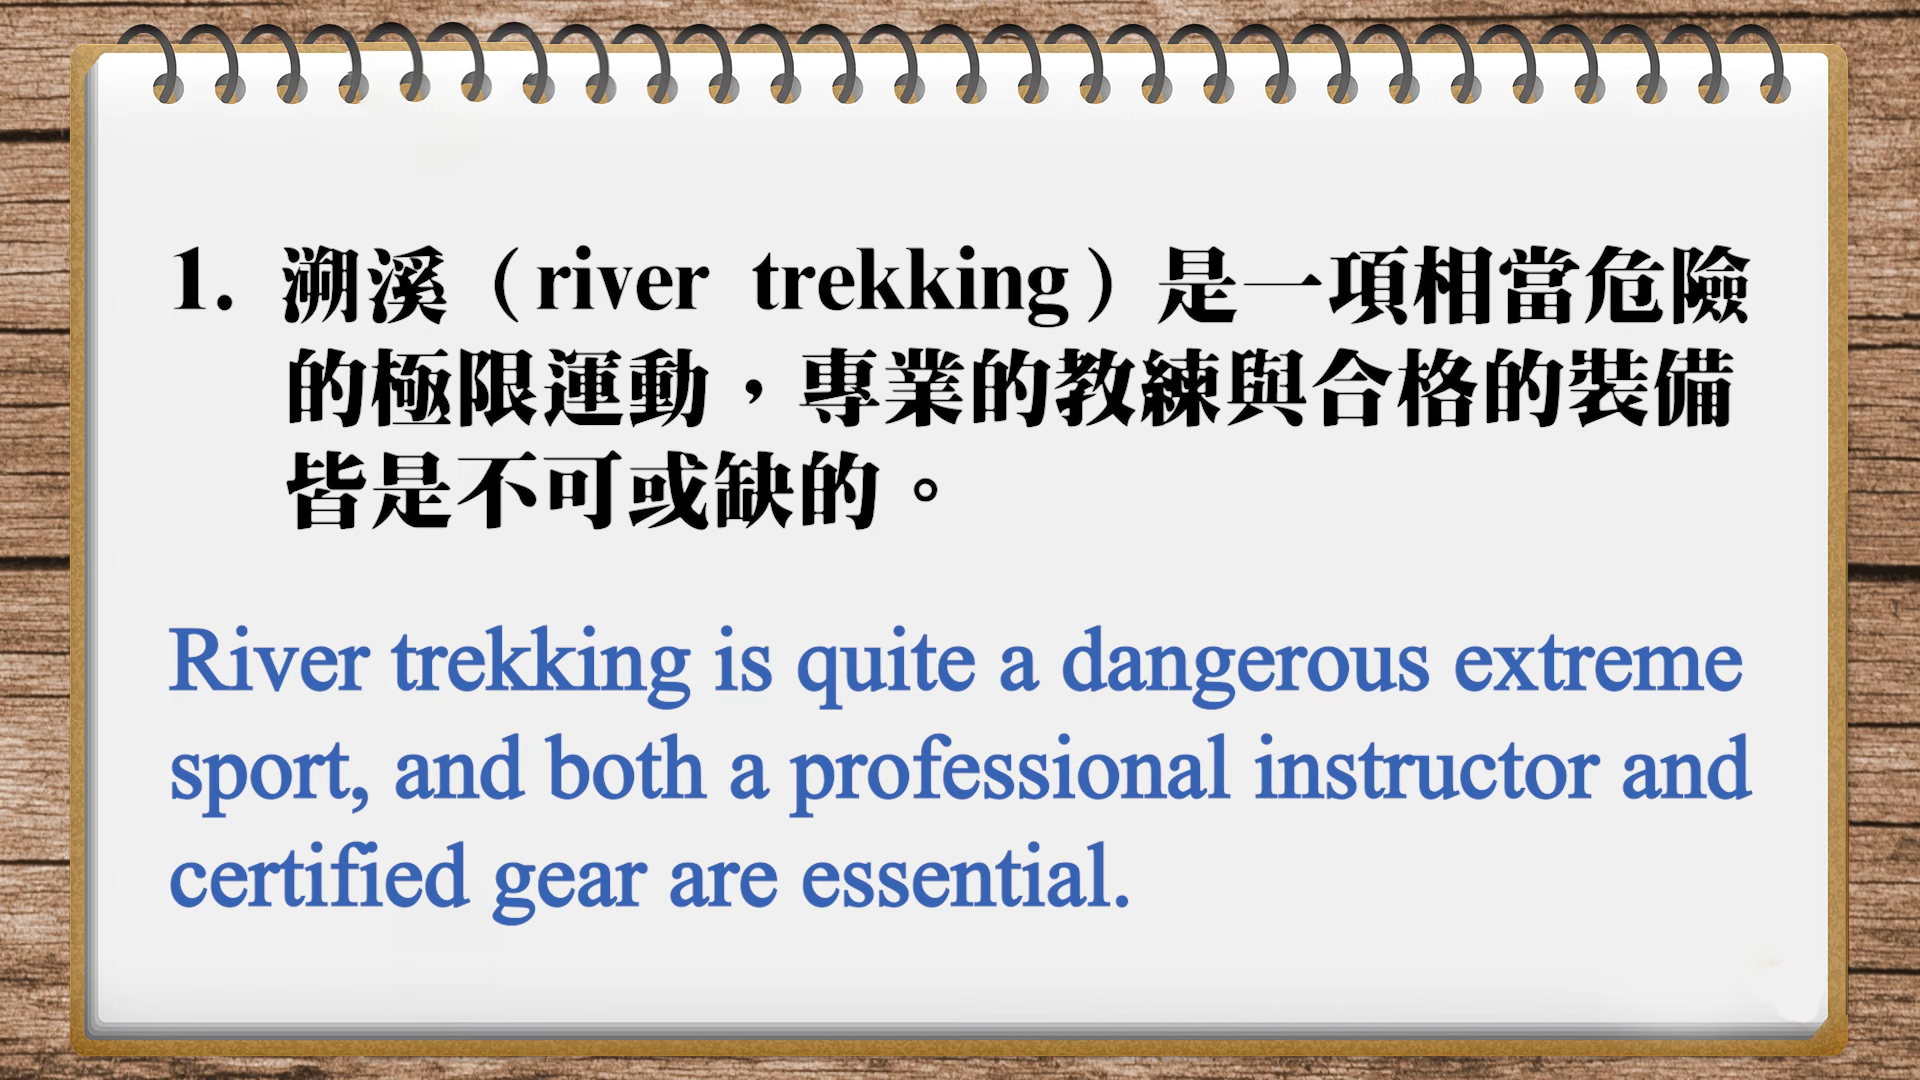 1. 溯溪（river trekking）是一項相當危險
的極限運動，專業的教練與合格的裝備
皆是不可或缺的。
River trekking is quite a dangerous extreme
sport, and both a professional instructor and
certified gear are essential.